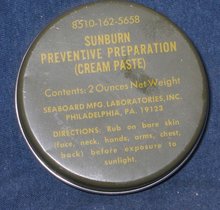 8510-162-5658
SUNBURN
PREVENTIVE PREPARATION
(CREAM PASTE)
Contents: 2 Ounces Net Weight
SEABOARD MFG. LABORATORIES, INC.
PHILADELPHIA, PA. 19123
DIRECTIONS: Rub on bare skin
(face, neck, hands, arms, chest,
back) before exposure to
sunlight.